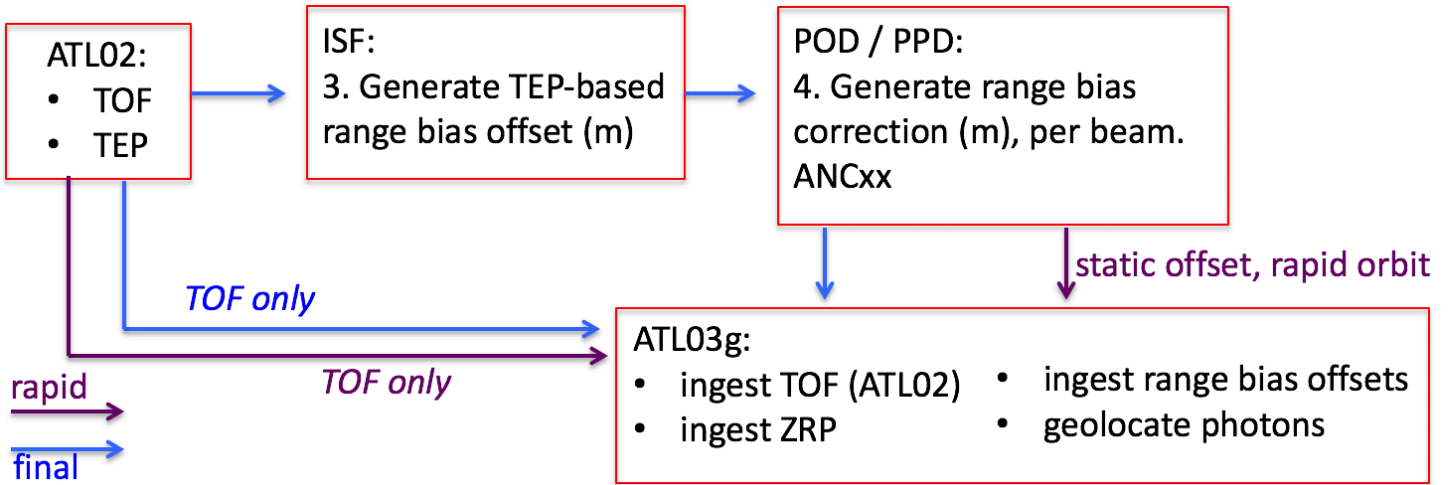 ATL02:
• TOF
• TEP
ISF:
3. Generate TEP-based
range bias offset (m)
POD / PPD:
4. Generate range bias
correction (m), per beam.
ANCxx
static offset, rapid orbit
TOF only
TOF only
rapid
final
ATL03g:
• ingest TOF (ATL02)
• ingest ZRP
• ingest range bias offsets
• geolocate photons